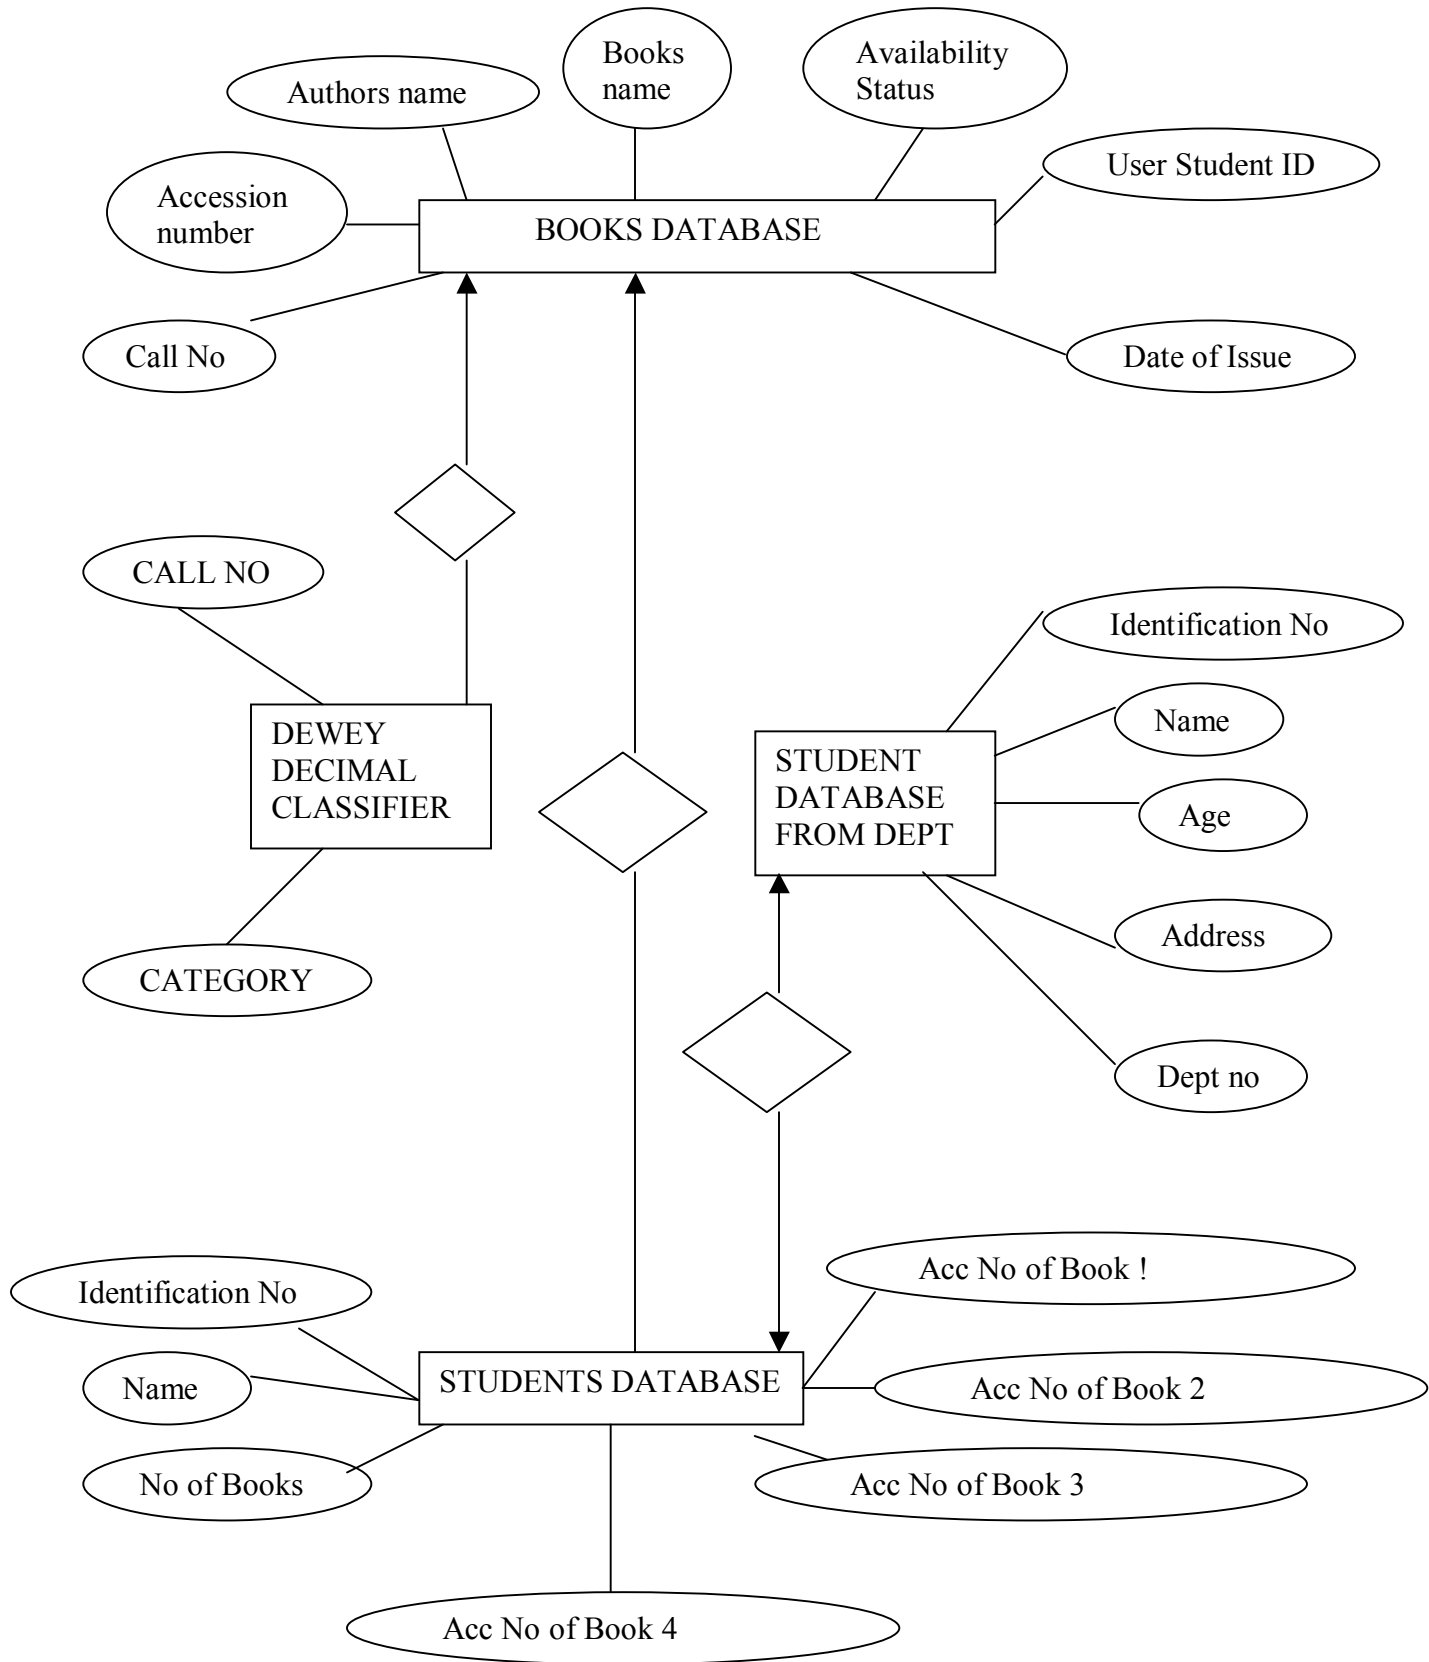 Books
name
Availability
Status
Authors name
User Student ID
Accession
number
BOOKS DATABASE
Call No
Date of Issue
CALL NO
Identification No
Name
DEWEY
DECIMAL
CLASSIFIER
STUDENT
DATABASE
FROM DEPT
Age
Address
CATEGORY
Dept no
Acc No of Book !
Identification No
STUDENTS DATABASE
Name
Acc No of Book 2
No of Books
Acc No of Book 3
Acc No of Book 4